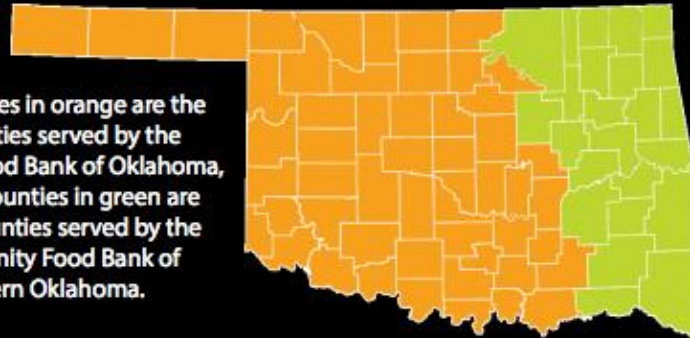 es in orange are the
ties served by the
od Bank of Oklahoma,
ounties in green are
unties served by the
nity Food Bank of
ern Oklahoma.